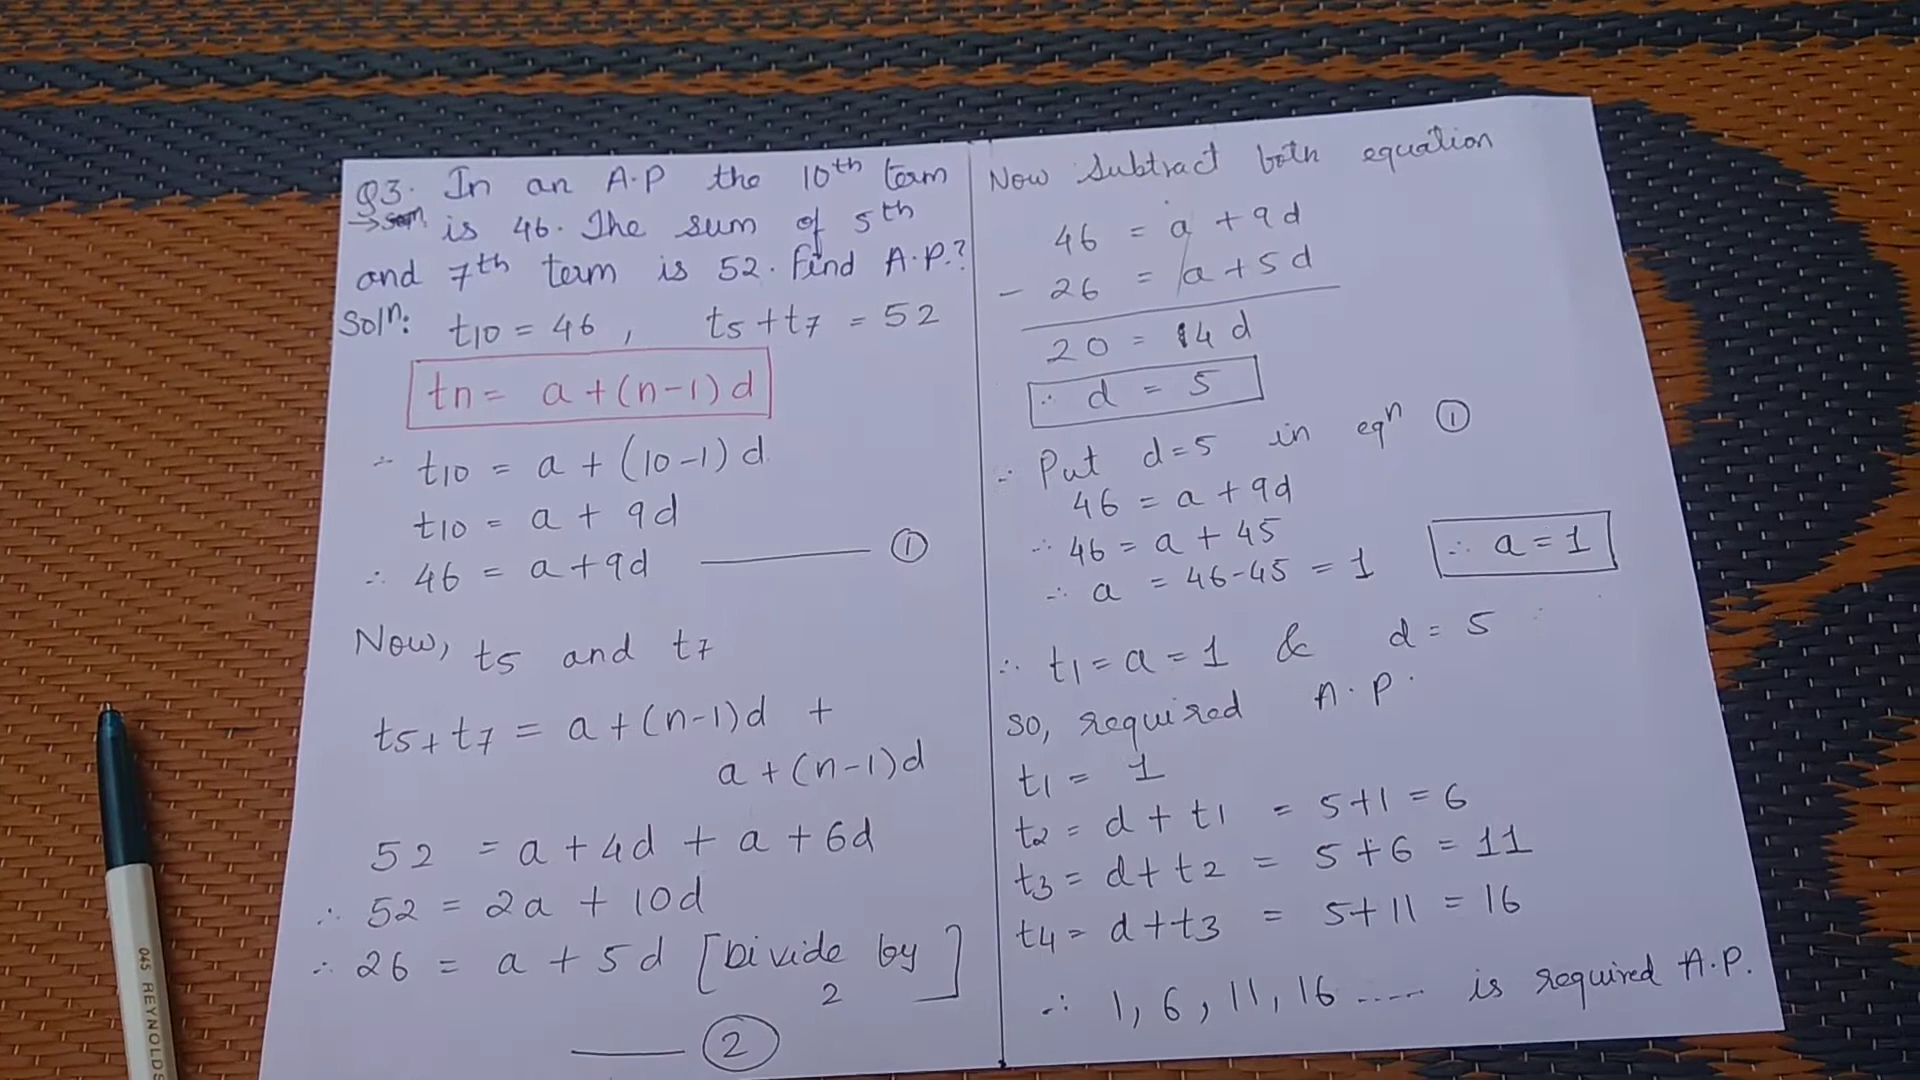 Q3. In an A.P the 10th term
is 46. The sum of 5th
and 7th term is 52. Find A.P.?
Soln: t10 = 46 , t5+t7 = 52
tn = a+(n-1)d
∴ t10 = a + (10-1)d
t10 = a + 9d
∴ 46 = a+9d ——— ①
Now, t5 and t7
t5+t7 = a+(n-1)d +
a+(n-1)d
52 = a+4d + a+6d
∴ 52 = 2a + 10d
∴ 26 = a + 5d [Divide by
2]
——— ②
Now Subtract both equation
46 = a + 9d
- 26 = a+5d
20 = 4d
∴ d = 5
∴ Put d=5 in eqn ①
46 = a + 9d
∴ 46 = a + 45
∴ a = 46-45 = 1 ∴ a = 1
∴ t1 = a = 1 & d = 5
So, required A.P.
t1 = 1
t2 = d + t1 = 5+1 = 6
t3 = d + t2 = 5+6 = 11
t4 = d + t3 = 5+11 = 16
∴ 1, 6, 11, 16 ..... is required A.P.
045 REYNOLDS